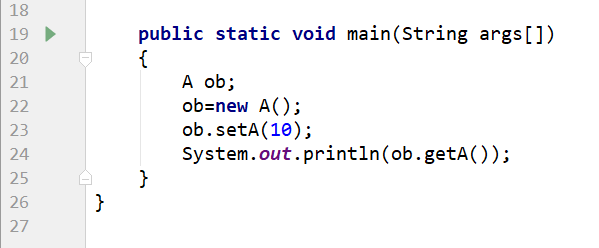 18
19 public static void main(String args[])
20 {
21 A ob;
22 ob=new A();
23 ob.setA(10);
24 System.out.println(ob.getA());
25 }
26 }
27